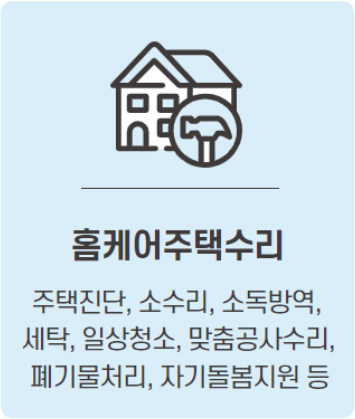 홈케어주택수리
주택진단, 소수리, 소독방역,
세탁, 일상청소, 맞춤공사수리,
폐기물처리, 자기돌봄지원 등